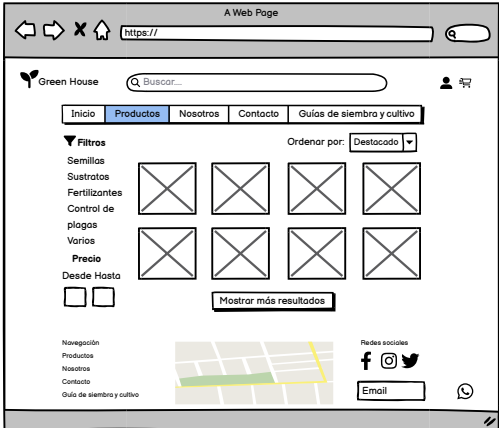 A Web Page
https://
Green House
Buscar...
Inicio
Productos
Nosotros
Contacto
Guías de siembra y cultivo
Filtros
Ordenar por:
Destacado
Semillas
Sustratos
Fertilizantes
Control de
plagas
Varios
Precio
Desde Hasta
Mostrar más resultados
Navegación
Productos
Nosotros
Contacto
Guía de siembra y cultivo
Redes sociales
Email